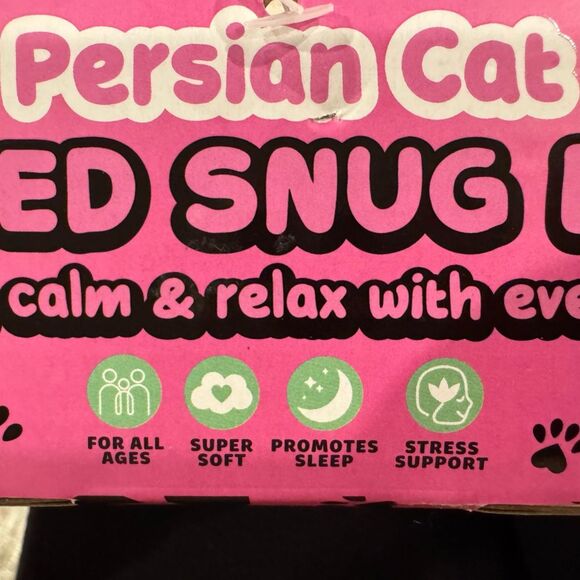 Persian Cat
ED SNUG
calm & relax with eve
FOR ALL AGES
SUPER SOFT
PROMOTES SLEEP
STRESS SUPPORT